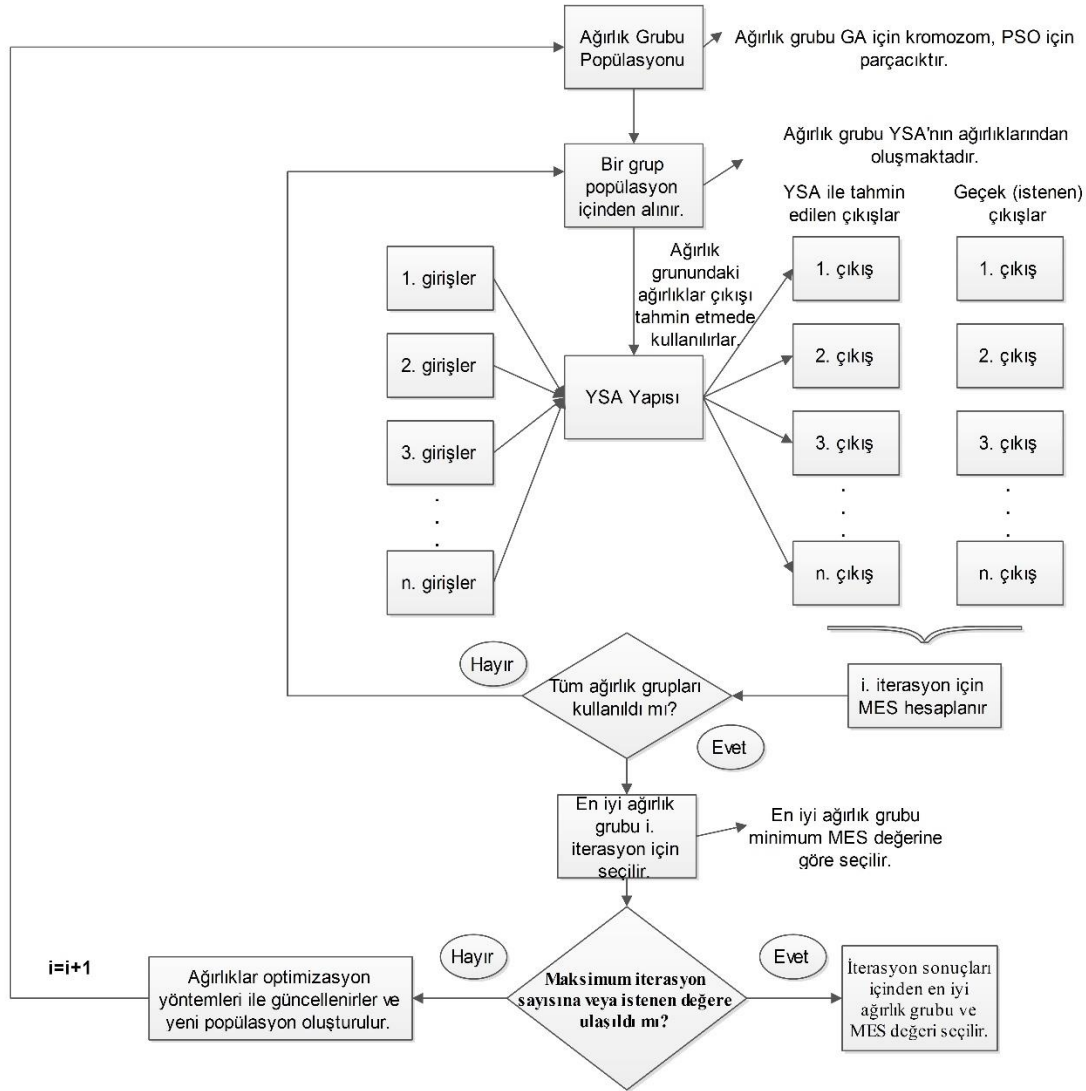 Ağırlık Grubu
Popülasyonu
Ağırlık grubu GA için kromozom, PSO için
parçacıktır.
Bir grup
popülasyon
içinden alınır.
Ağırlık grubu YSA'nın ağırlıklarından
oluşmaktadır.
YSA ile tahmin
edilen çıkışlar
Geçek (istenen)
çıkışlar
Ağırlık
grunundaki
ağırlıklar çıkışı
tahmin etmede
kullanılırlar.
1. girişler
2. girişler
3. girişler
.
.
.
n. girişler
YSA Yapısı
1. çıkış
2. çıkış
3. çıkış
.
.
.
n. çıkış
1. çıkış
2. çıkış
3. çıkış
.
.
.
n. çıkış
i. iterasyon için
MES hesaplanır
Tüm ağırlık grupları
kullanıldı mı?
Hayır
Evet
En iyi ağırlık
grubu i.
iterasyon için
seçilir.
En iyi ağırlık grubu
minimum MES değerine
göre seçilir.
Maksimum iterasyon
sayısına veya istenen değere
ulaşıldı mı?
Hayır
Evet
i=i+1
Ağırlıklar optimizasyon
yöntemleri ile güncellenirler ve
yeni popülasyon oluşturulur.
İterasyon sonuçları
içinden en iyi
ağırlık grubu ve
MES değeri seçilir.